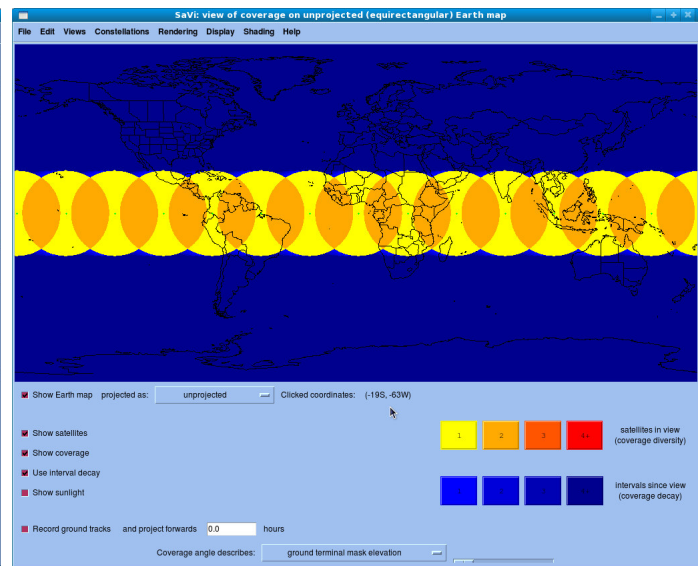 SaVi: view of coverage on unprojected (equirectangular) Earth map
File Edit Views Constellations Rendering Display Shading Help
Show Earth map projected as: unprojected Clicked coordinates: (-19S, -63W)
Show satellites
Show coverage
Use interval decay
Show sunlight
1 2 3 4+
satellites in view
(coverage diversity)
intervals since view
(coverage decay)
Record ground tracks and project forwards 0.0 hours
Coverage angle describes: ground terminal mask elevation